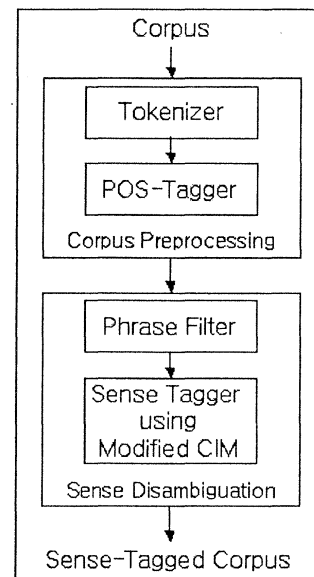 Corpus
Tokenizer
POS-Tagger
Corpus Preprocessing
Phrase Filter
Sense Tagger
using
Modified CIM
Sense Disambiguation
Sense-Tagged Corpus